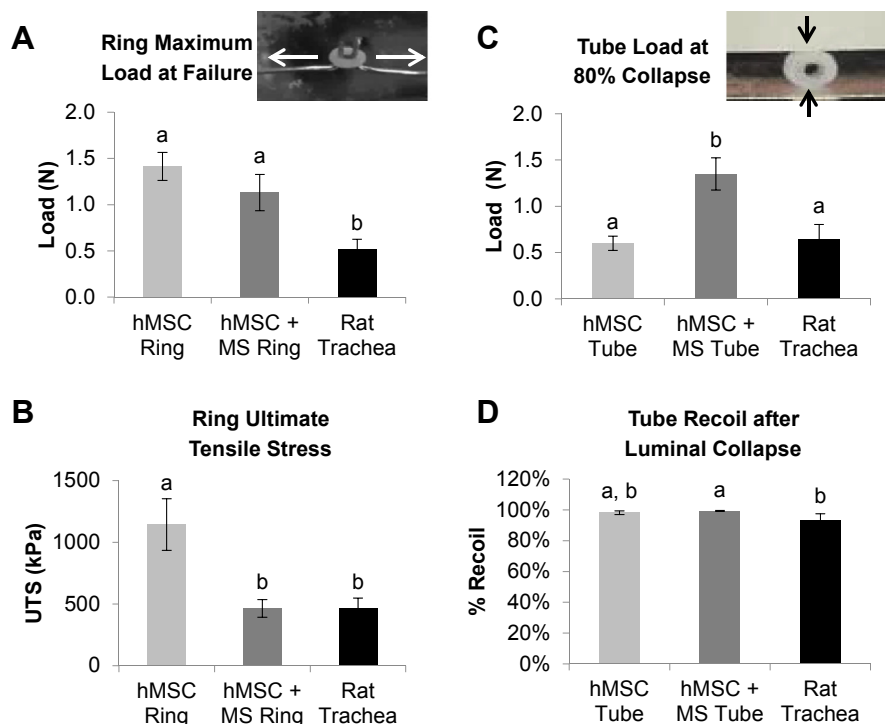 A
Ring Maximum
Load at Failure
Load (N)
2.0
1.5
1.0
0.5
0.0
a
a
b
hMSC
Ring
hMSC +
MS Ring
Rat
Trachea
C
Tube Load at
80% Collapse
Load (N)
2.0
1.5
1.0
0.5
0.0
a
b
a
hMSC
Tube
hMSC +
MS Tube
Rat
Trachea
B
Ring Ultimate
Tensile Stress
UTS (kPa)
1500
1000
500
0
a
b
b
hMSC
Ring
hMSC +
MS Ring
Rat
Trachea
D
Tube Recoil after
Luminal Collapse
% Recoil
120%
100%
80%
60%
40%
20%
0%
a, b
a
b
hMSC
Tube
hMSC +
MS Tube
Rat
Trachea